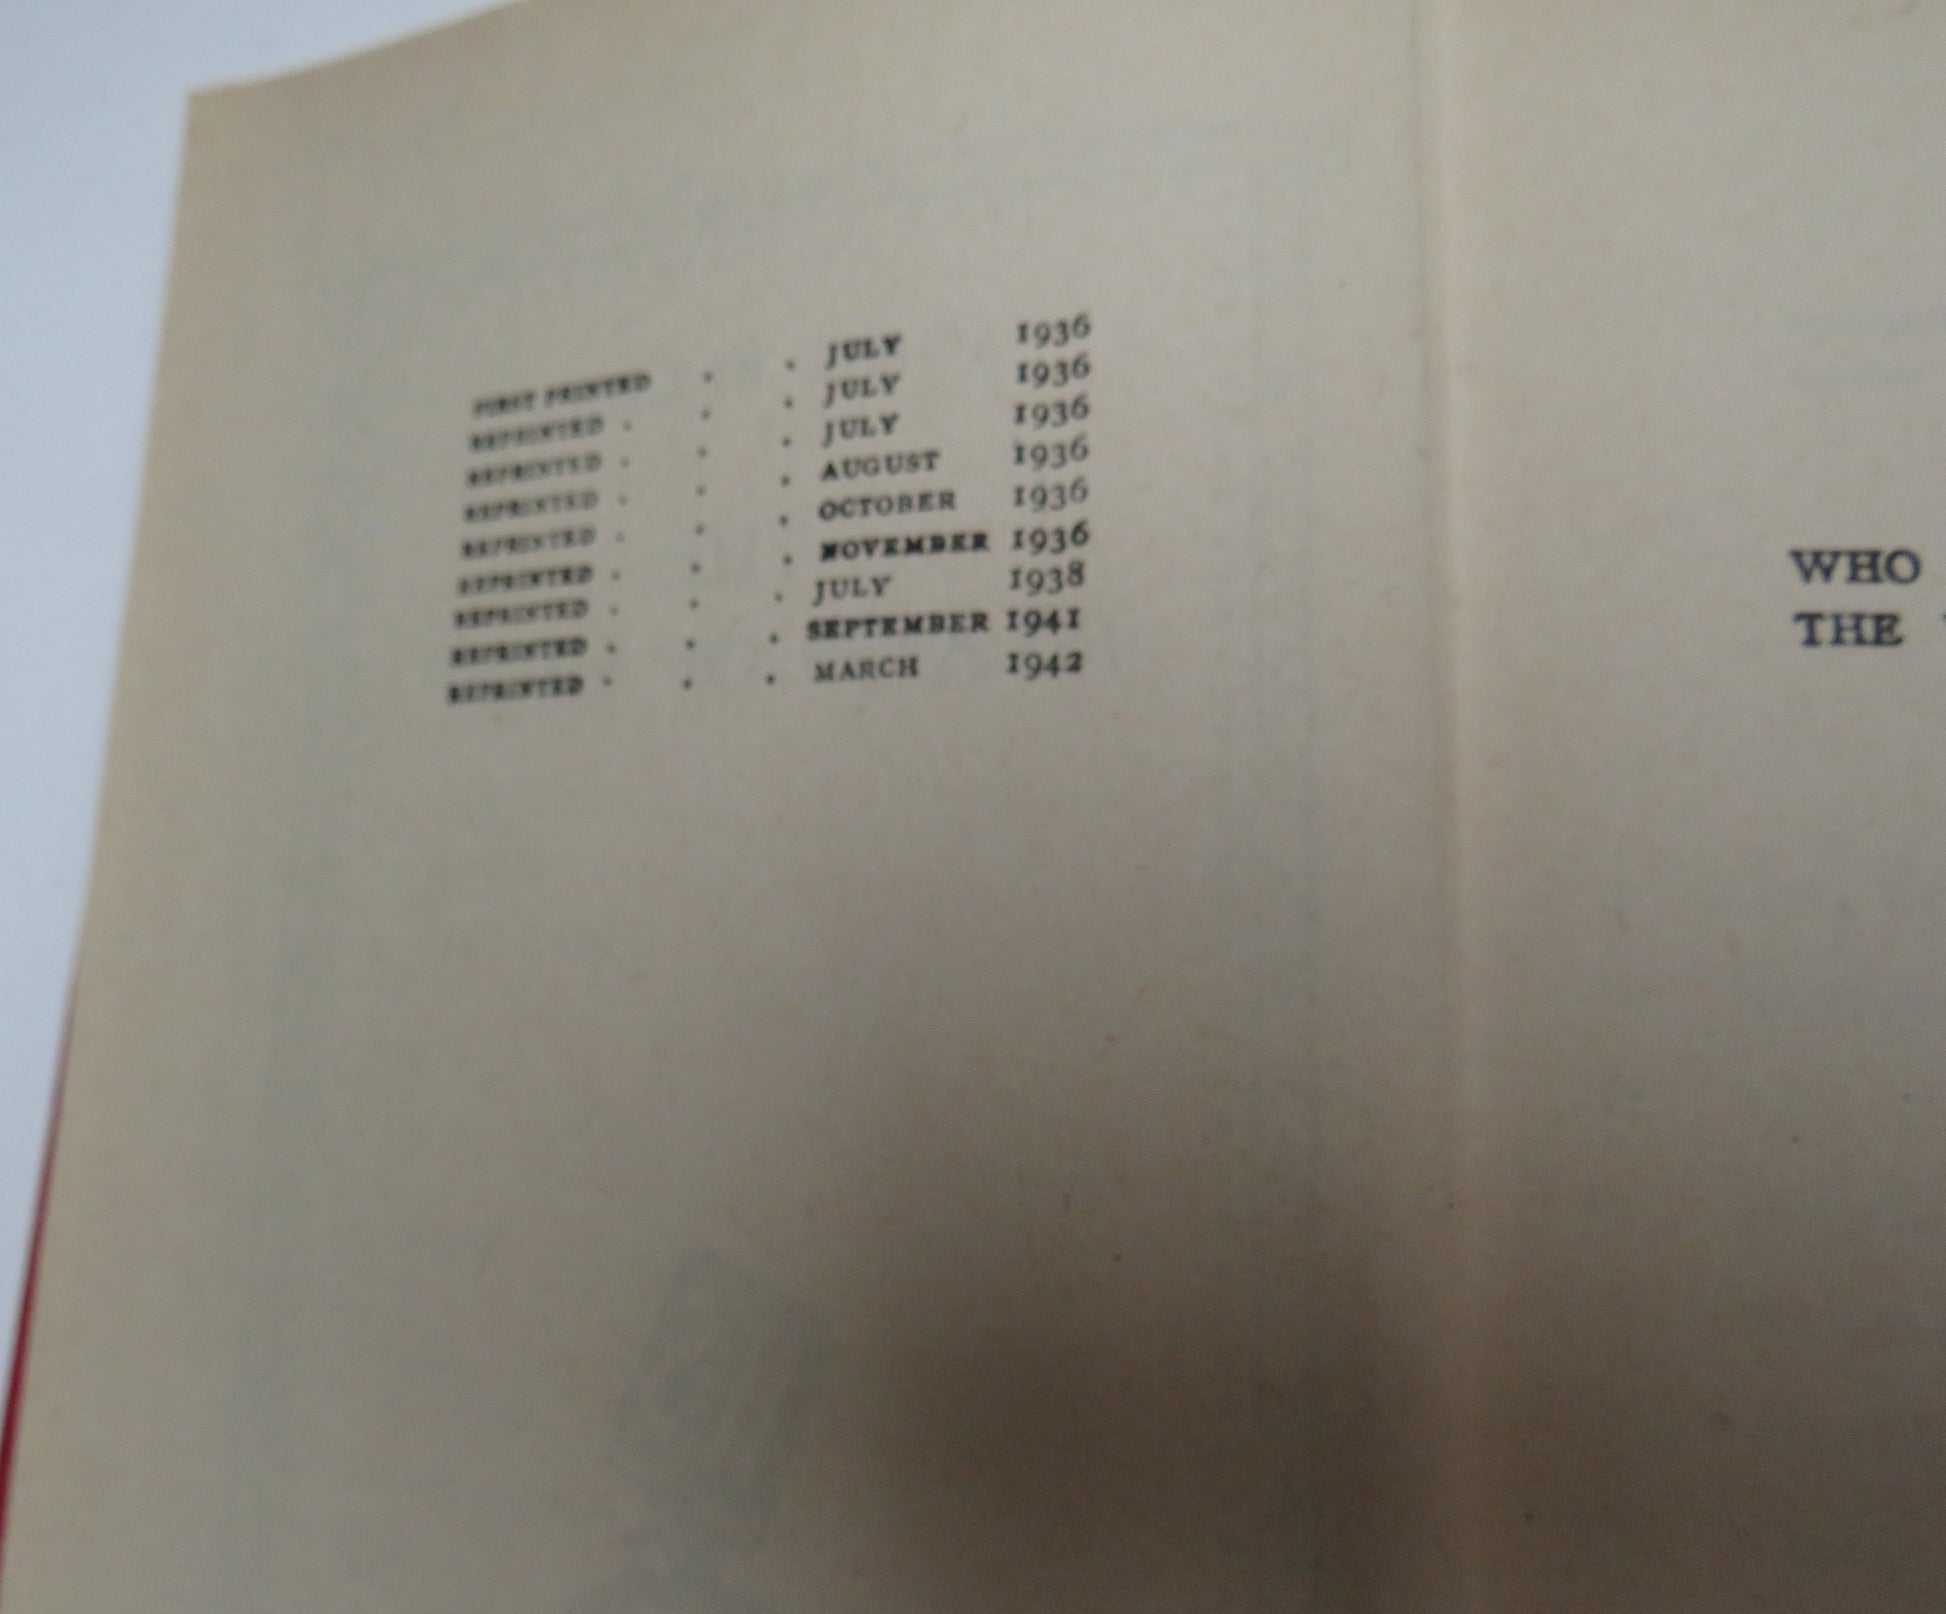 FIRST PRINTED . . JULY 1936
REPRINTED . . . JULY 1936
REPRINTED . . . JULY 1936
REPRINTED . . . AUGUST 1936
REPRINTED . . . OCTOBER 1936
REPRINTED . . . NOVEMBER 1936
REPRINTED . . . JULY 1938
REPRINTED . . . SEPTEMBER 1941
REPRINTED . . . MARCH 1942
WHO
THE